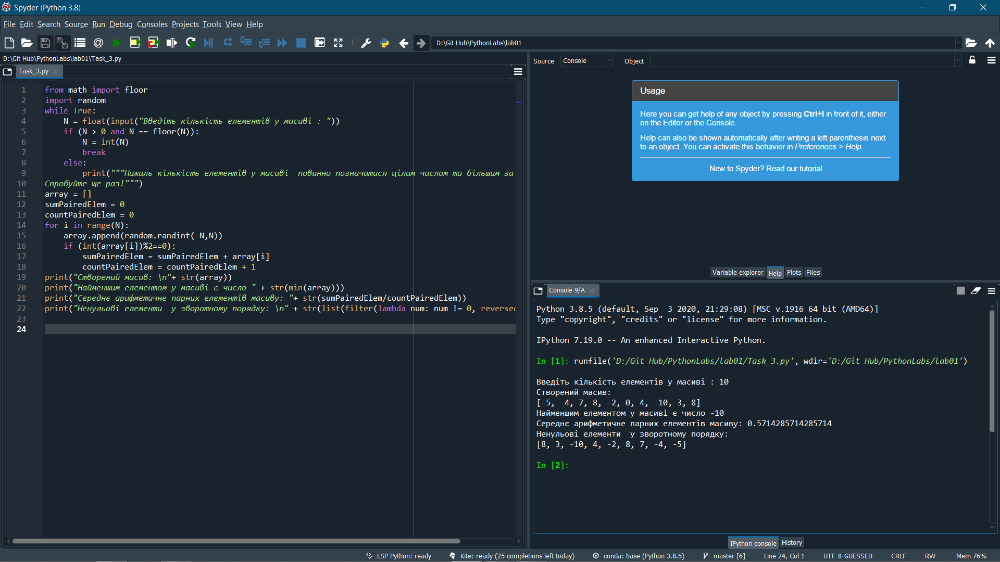 Spyder (Python 3.8)
File Edit Search Source Run Debug Consoles Projects Tools View Help
D:\Git Hub\PythonLabs\lab01
D:\Git Hub\PythonLabs\lab01\Task_3.py
Task_3.py
1 from math import floor
2 import random
3 while True:
4 N = float(input("Введіть кількість елементів у масиві : "))
5 if (N > 0 and N == floor(N)):
6 N = int(N)
7 break
8 else:
9 print("""Нажаль кількість елементів у масиві  повинно позначатися цілим числом та більшим за
10 Спробуйте ще раз!""")
11 array = []
12 sumPairedElem = 0
13 countPairedElem = 0
14 for i in range(N):
15 array.append(random.randint(-N,N))
16 if (int(array[i])%2==0):
17 sumPairedElem = sumPairedElem + array[i]
18 countPairedElem = countPairedElem + 1
19 print("Створений масив: \n"+ str(array))
20 print("Найменшим елементом у масиві є число " + str(min(array)))
21 print("Середнє арифметичне парних елементів масиву: "+ str(sumPairedElem/countPairedElem))
22 print("Ненульові елементи  у зворотному порядку: \n" + str(list(filter(lambda num: num != 0, reversed
23
24
Source Console Object
Usage
Here you can get help of any object by pressing Ctrl+I in front of it, either
on the Editor or the Console.
Help can also be shown automatically after writing a left parenthesis next
to an object. You can activate this behavior in Preferences > Help.
New to Spyder? Read our tutorial
Variable explorer Help Plots Files
Console 9/A
Python 3.8.5 (default, Sep  3 2020, 21:29:08) [MSC v.1916 64 bit (AMD64)]
Type "copyright", "credits" or "license" for more information.
IPython 7.19.0 -- An enhanced Interactive Python.
In [1]: runfile('D:/Git Hub/PythonLabs/lab01/Task_3.py', wdir='D:/Git Hub/PythonLabs/lab01')
Введіть кількість елементів у масиві : 10
Створений масив:
[-5, -4, 7, 8, -2, 0, 4, -10, 3, 8]
Найменшим елементом у масиві є число -10
Середнє арифметичне парних елементів масиву: 0.5714285714285714
Ненульові елементи  у зворотному порядку:
[8, 3, -10, 4, -2, 8, 7, -4, -5]
In [2]:
IPython console History
LSP Python: ready Kite: ready (25 completions left today) conda: base (Python 3.8.5) master [6] Line 24, Col 1 UTF-8-GUESSED CRLF RW Mem 76%